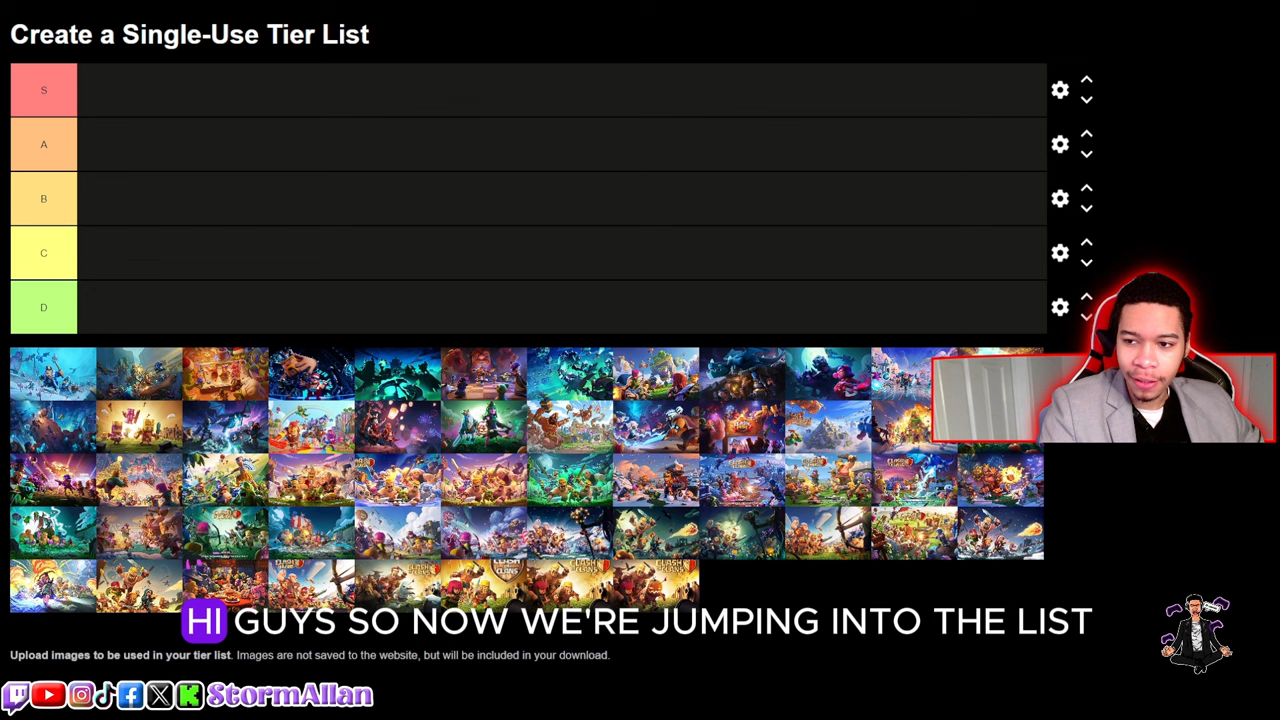 Create a Single-Use Tier List
S
A
B
C
D
HI GUYS SO NOW WE'RE JUMPING INTO THE LIST
Upload images to be used in your tier list. Images are not saved to the website, but will be included in your download.
StormAllan